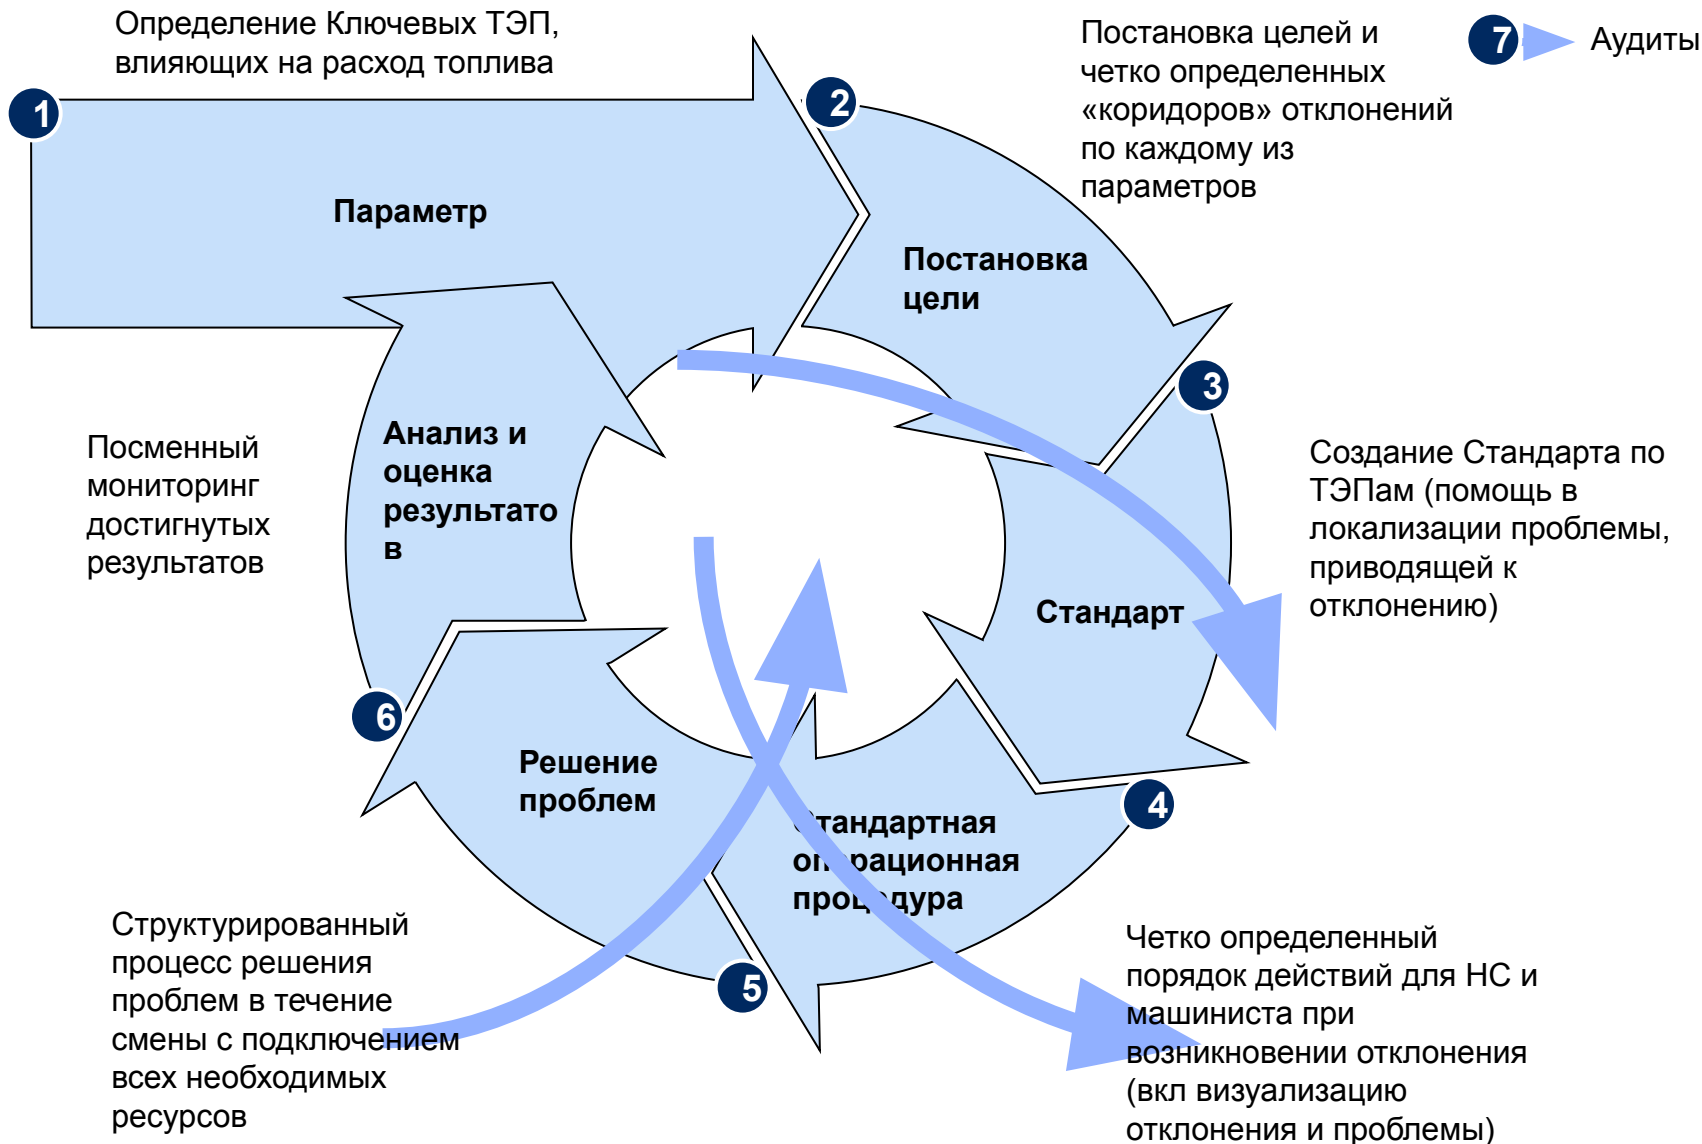 Определение Ключевых ТЭП,
влияющих на расход топлива
1
Параметр
2
Постановка целей и
четко определенных
«коридоров» отклонений
по каждому из
параметров
7
Аудиты
Постановка
цели
3
Создание Стандарта по
ТЭПам (помощь в
локализации проблемы,
приводящей к
отклонению)
Стандарт
4
Стандартная
операционная
процедура
Четко определенный
порядок действий для НС и
машиниста при
возникновении отклонения
(вкл визуализацию
отклонения и проблемы)
5
Решение
проблем
Структурированный
процесс решения
проблем в течение
смены с подключением
всех необходимых
ресурсов
6
Анализ и
оценка
результато
в
Посменный
мониторинг
достигнутых
результатов